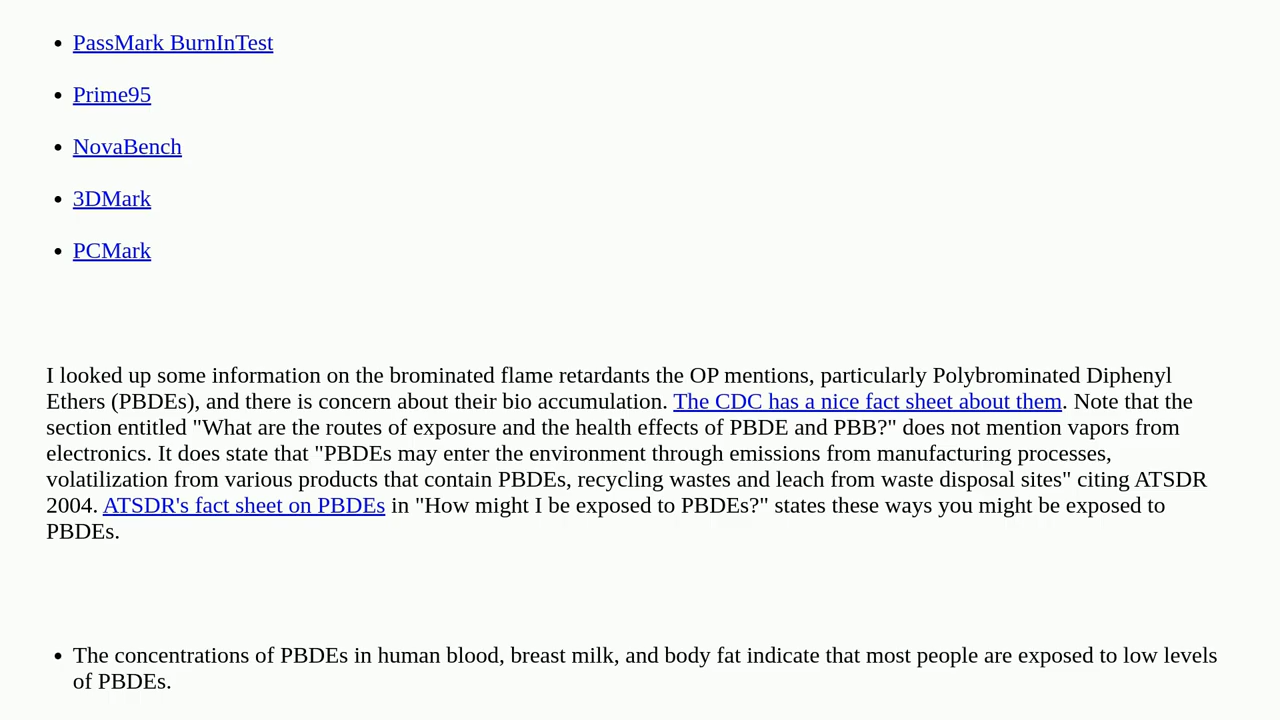 PassMark BurnInTest
Prime95
NovaBench
3DMark
PCMark
I looked up some information on the brominated flame retardants the OP mentions, particularly Polybrominated Diphenyl
Ethers (PBDEs), and there is concern about their bio accumulation. The CDC has a nice fact sheet about them. Note that the
section entitled "What are the routes of exposure and the health effects of PBDE and PBB?" does not mention vapors from
electronics. It does state that "PBDEs may enter the environment through emissions from manufacturing processes,
volatilization from various products that contain PBDEs, recycling wastes and leach from waste disposal sites" citing ATSDR
2004. ATSDR's fact sheet on PBDEs in "How might I be exposed to PBDEs?" states these ways you might be exposed to
PBDEs.
The concentrations of PBDEs in human blood, breast milk, and body fat indicate that most people are exposed to low levels
of PBDEs.